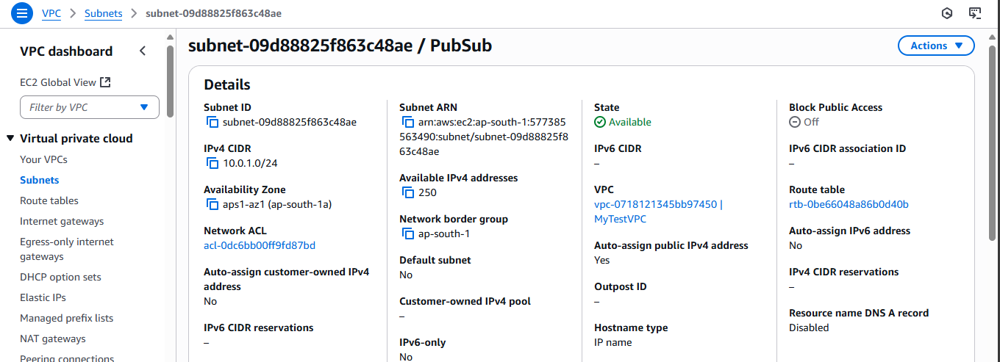 VPC > Subnets > subnet-09d88825f863c48ae
VPC dashboard
EC2 Global View
Filter by VPC
Virtual private cloud
Your VPCs
Subnets
Route tables
Internet gateways
Egress-only internet
gateways
DHCP option sets
Elastic IPs
Managed prefix lists
NAT gateways
Peering connections
subnet-09d88825f863c48ae / PubSub
Actions
Details
Subnet ID
subnet-09d88825f863c48ae
IPv4 CIDR
10.0.1.0/24
Availability Zone
aps1-az1 (ap-south-1a)
Network ACL
acl-0dc6bb00ff9fd87bd
Auto-assign customer-owned IPv4
address
No
IPv6 CIDR reservations
–
Subnet ARN
arn:aws:ec2:ap-south-1:577385
563490:subnet/subnet-09d88825f8
63c48ae
Available IPv4 addresses
250
Network border group
ap-south-1
Default subnet
No
Customer-owned IPv4 pool
–
IPv6-only
No
State
Available
IPv6 CIDR
–
VPC
vpc-0718121345bb97450 |
MyTestVPC
Auto-assign public IPv4 address
Yes
Outpost ID
–
Hostname type
IP name
Block Public Access
Off
IPv6 CIDR association ID
–
Route table
rtb-0be66048a86b0d40b
Auto-assign IPv6 address
No
IPv4 CIDR reservations
–
Resource name DNS A record
Disabled